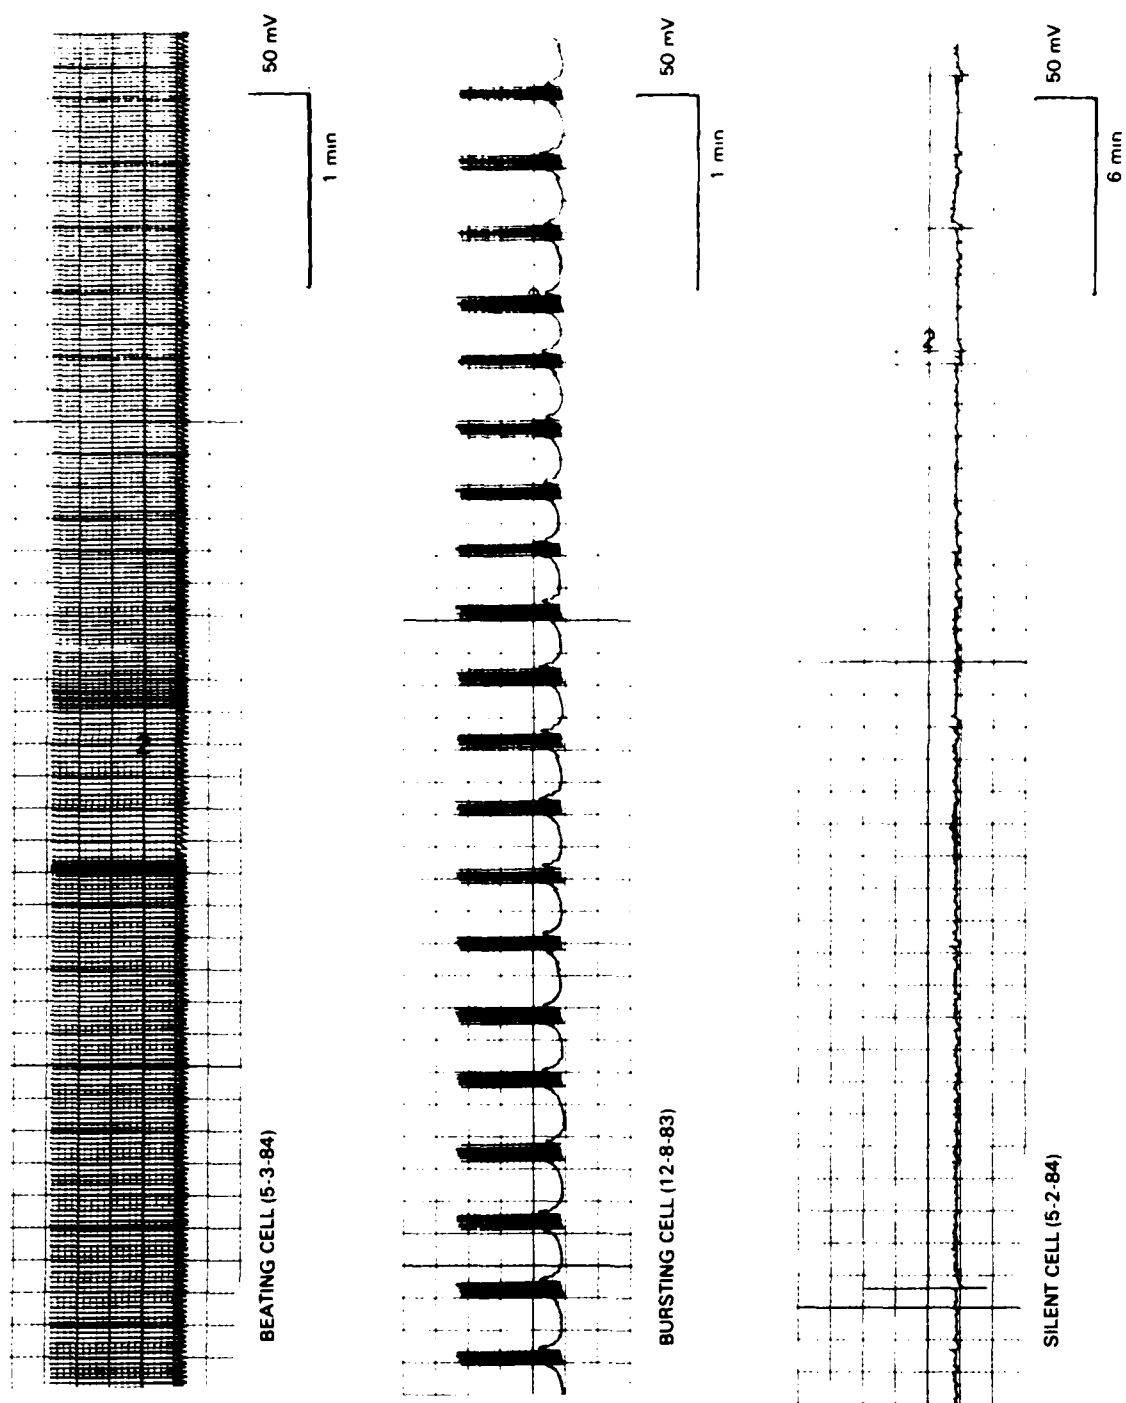 BEATING CELL (5-3-84)
50 mV
1 min
BURSTING CELL (12-8-83)
50 mV
1 min
SILENT CELL (5-2-84)
50 mV
6 min